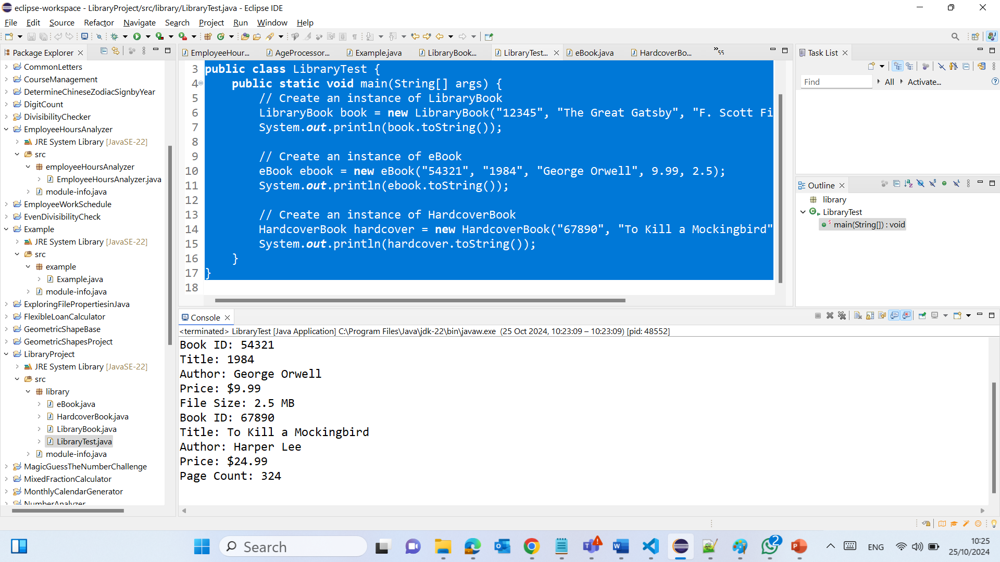 eclipse-workspace - LibraryProject/src/library/LibraryTest.java - Eclipse IDE
File Edit Source Refactor Navigate Search Project Run Window Help
Package Explorer
CommonLetters
CourseManagement
DetermineChineseZodiacSignbyYear
DigitCount
DivisibilityChecker
EmployeeHoursAnalyzer
JRE System Library [JavaSE-22]
src
employeeHoursAnalyzer
EmployeeHoursAnalyzer.java
module-info.java
EmployeeWorkSchedule
EvenDivisibilityCheck
Example
JRE System Library [JavaSE-22]
src
example
Example.java
module-info.java
ExploringFilePropertiesinJava
FlexibleLoanCalculator
GeometricShapeBase
GeometricShapesProject
LibraryProject
JRE System Library [JavaSE-22]
src
library
eBook.java
HardcoverBook.java
LibraryBook.java
LibraryTest.java
module-info.java
MagicGuessTheNumberChallenge
MixedFractionCalculator
MonthlyCalendarGenerator
NumberAnalyzer
EmployeeHour... AgeProcessor... Example.java LibraryBook... LibraryTest... eBook.java HardcoverBo... »55
3 public class LibraryTest {
4 public static void main(String[] args) {
5 // Create an instance of LibraryBook
6 LibraryBook book = new LibraryBook("12345", "The Great Gatsby", "F. Scott Fi
7 System.out.println(book.toString());
8
9 // Create an instance of eBook
10 eBook ebook = new eBook("54321", "1984", "George Orwell", 9.99, 2.5);
11 System.out.println(ebook.toString());
12
13 // Create an instance of HardcoverBook
14 HardcoverBook hardcover = new HardcoverBook("67890", "To Kill a Mockingbird"
15 System.out.println(hardcover.toString());
16 }
17 }
18
Console
<terminated> LibraryTest [Java Application] C:\Program Files\Java\jdk-22\bin\javaw.exe (25 Oct 2024, 10:23:09 – 10:23:09) [pid: 48552]
Book ID: 54321
Title: 1984
Author: George Orwell
Price: $9.99
File Size: 2.5 MB
Book ID: 67890
Title: To Kill a Mockingbird
Author: Harper Lee
Price: $24.99
Page Count: 324
Task List
Find All Activate...
Outline
library
LibraryTest
main(String[]) : void
Search
2
ENG
10:25
25/10/2024